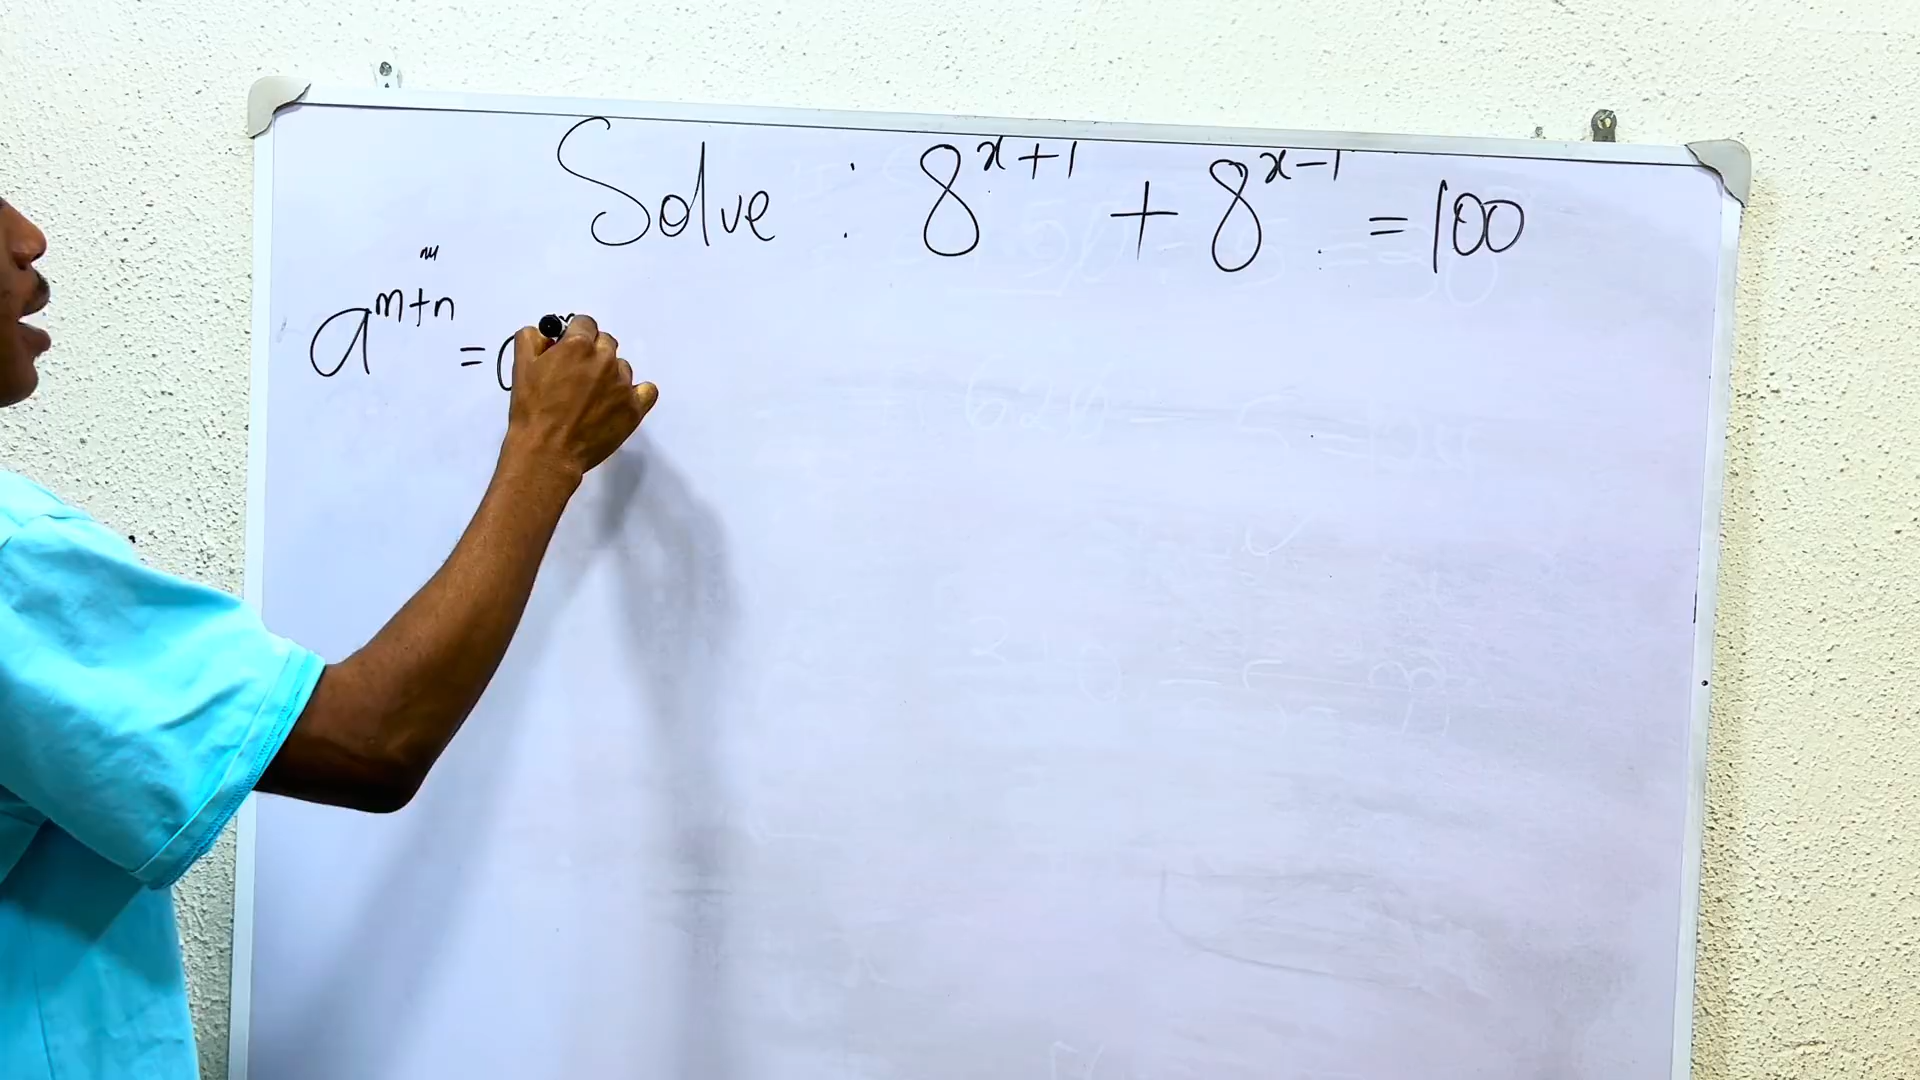 Solve : 8^{x+1} + 8^{x-1} = 100
a^{m+n} = a